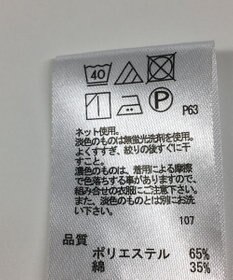 40
P P63
ネット使用。
淡色のものは無蛍光洗剤を使用。
よくすすぎ、絞りの後すぐに干
すこと。
濃色のものは、着用による摩擦
で色落ちする事が有りますので、
組み合せの衣服にご注意下さい。
また、淡色のものとは別にお洗
い下さい。
107
品質
ポリエステル 65%
綿 35%